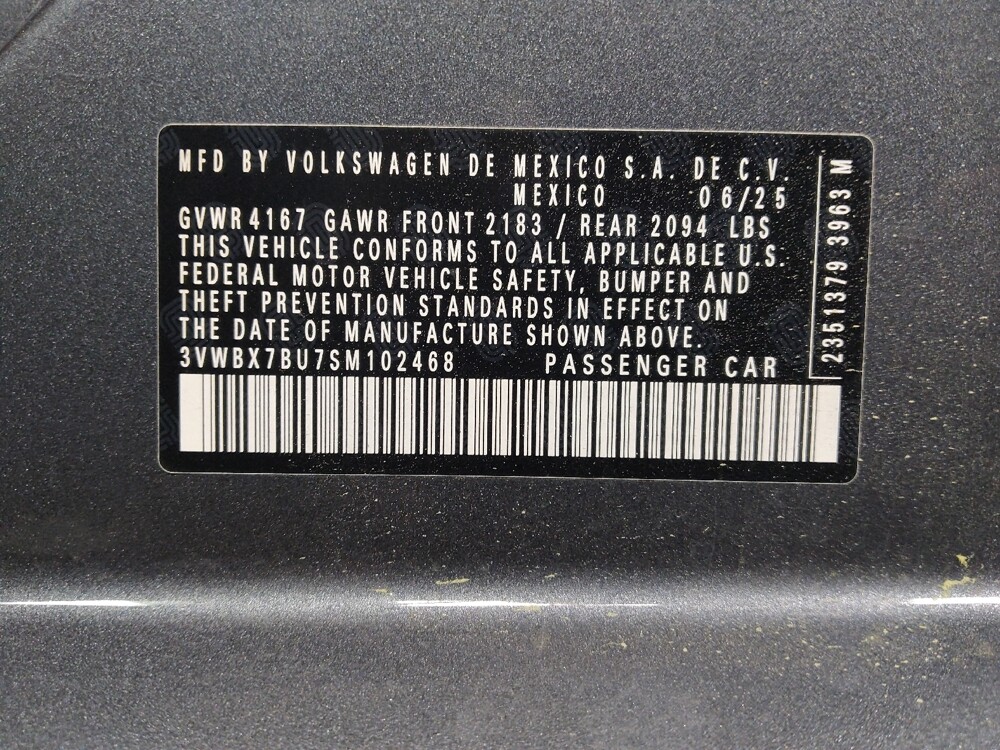 MFD BY VOLKSWAGEN DE MEXICO S.A. DE C.V.
MEXICO 06/25
GVWR 4167 GAWR FRONT 2183 / REAR 2094 LBS
THIS VEHICLE CONFORMS TO ALL APPLICABLE U.S.
FEDERAL MOTOR VEHICLE SAFETY, BUMPER AND
THEFT PREVENTION STANDARDS IN EFFECT ON
THE DATE OF MANUFACTURE SHOWN ABOVE.
3VWBX7BU7SM102468 PASSENGER CAR
2351379 3963 M